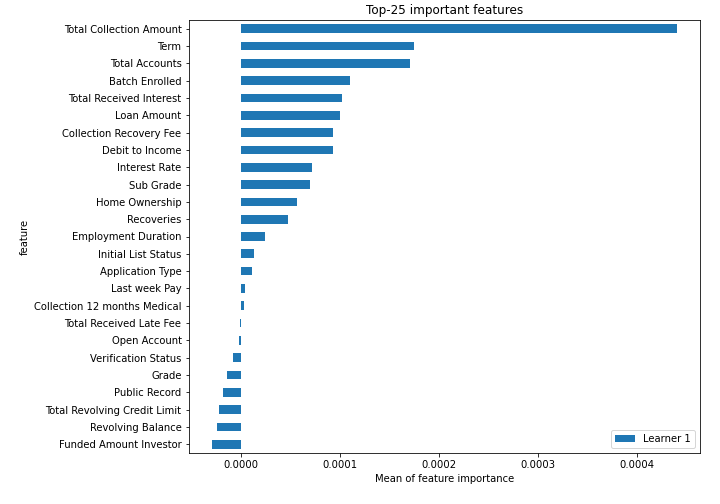 Top-25 important features
Total Collection Amount
Term
Total Accounts
Batch Enrolled
Total Received Interest
Loan Amount
Collection Recovery Fee
Debit to Income
Interest Rate
Sub Grade
Home Ownership
Recoveries
Employment Duration
Initial List Status
Application Type
Last week Pay
Collection 12 months Medical
Total Received Late Fee
Open Account
Verification Status
Grade
Public Record
Total Revolving Credit Limit
Revolving Balance
Funded Amount Investor
feature
Learner 1
0.0000 0.0001 0.0002 0.0003 0.0004
Mean of feature importance